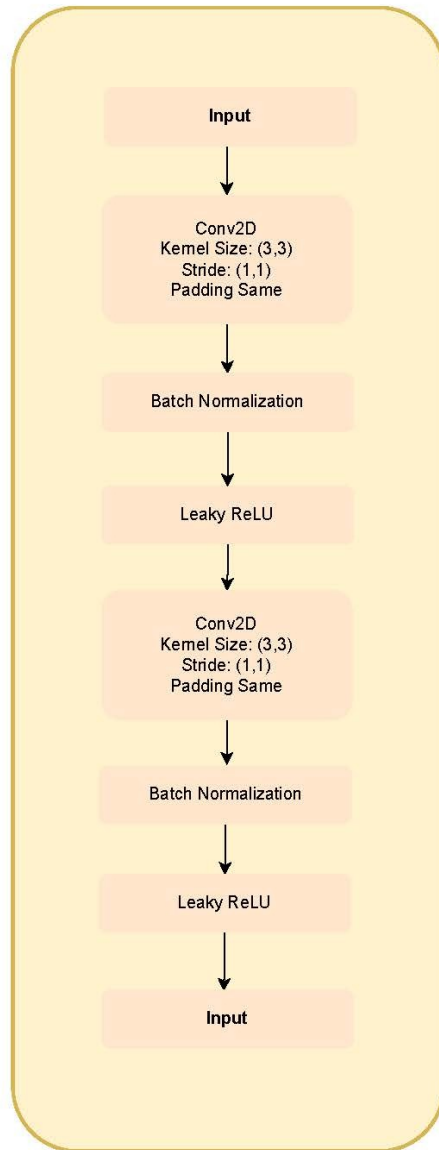 Input
Conv2D
Kernel Size: (3,3)
Stride: (1,1)
Padding Same
Batch Normalization
Leaky ReLU
Conv2D
Kernel Size: (3,3)
Stride: (1,1)
Padding Same
Batch Normalization
Leaky ReLU
Input